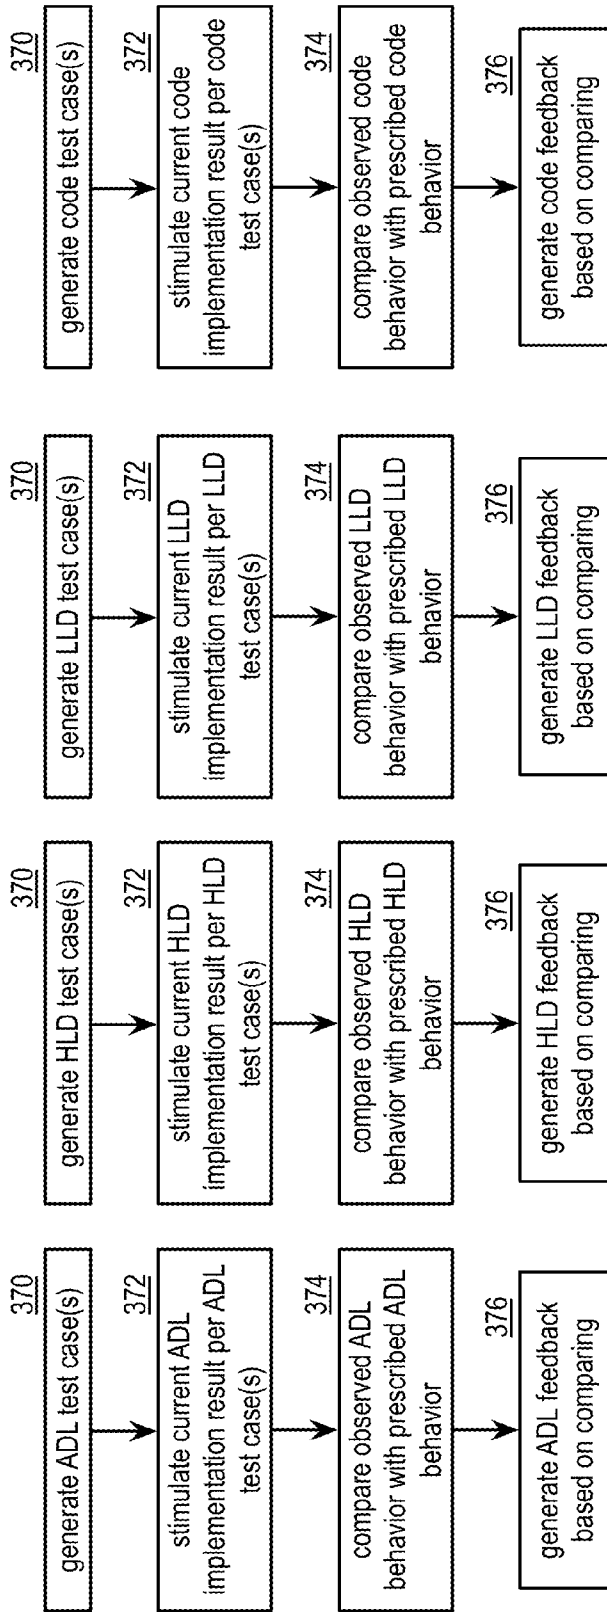 370
generate ADL test case(s)
372
stimulate current ADL
implementation result per ADL
test case(s)
374
compare observed ADL
behavior with prescribed ADL
behavior
376
generate ADL feedback
based on comparing
370
generate HLD test case(s)
372
stimulate current HLD
implementation result per HLD
test case(s)
374
compare observed HLD
behavior with prescribed HLD
behavior
376
generate HLD feedback
based on comparing
370
generate LLD test case(s)
372
stimulate current LLD
implementation result per LLD
test case(s)
374
compare observed LLD
behavior with prescribed LLD
behavior
376
generate LLD feedback
based on comparing
370
generate code test case(s)
372
stimulate current code
implementation result per code
test case(s)
374
compare observed code
behavior with prescribed code
behavior
376
generate code feedback
based on comparing